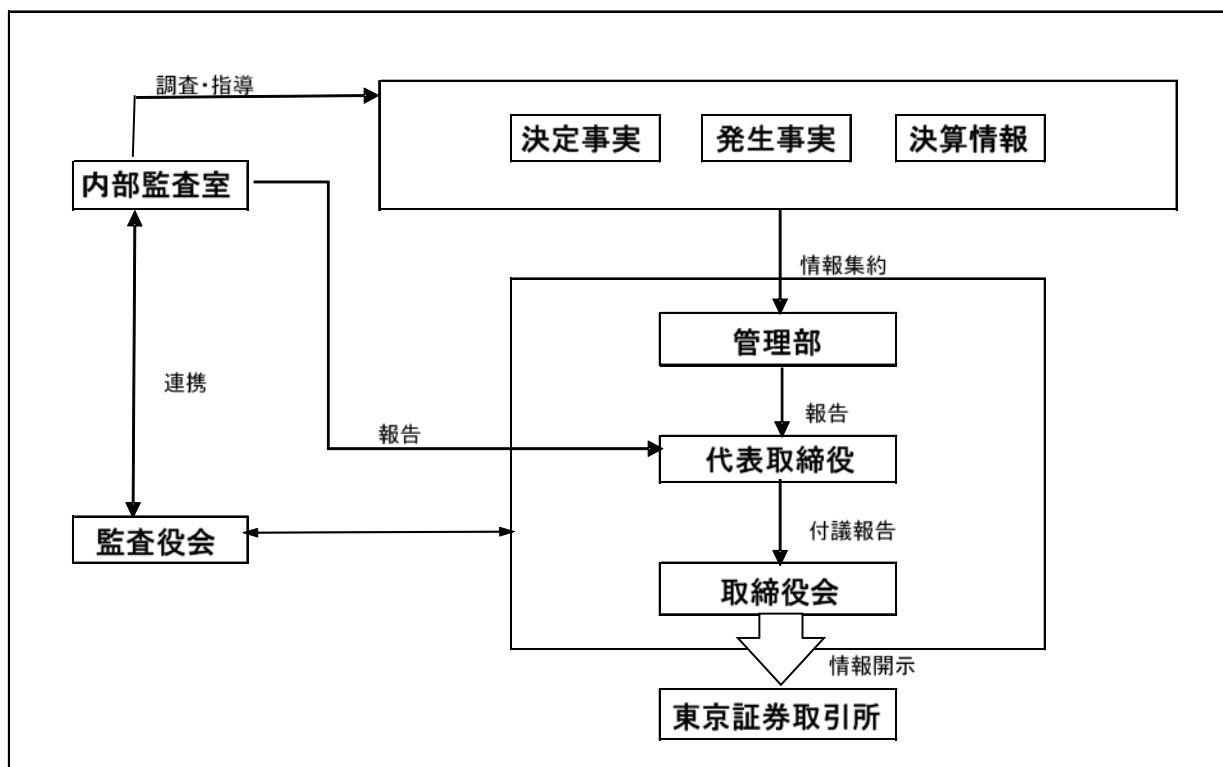 調査・指導
決定事実 発生事実 決算情報
内部監査室
情報集約
管理部
連携
報告
報告
代表取締役
監査役会
付議報告
取締役会
情報開示
東京証券取引所